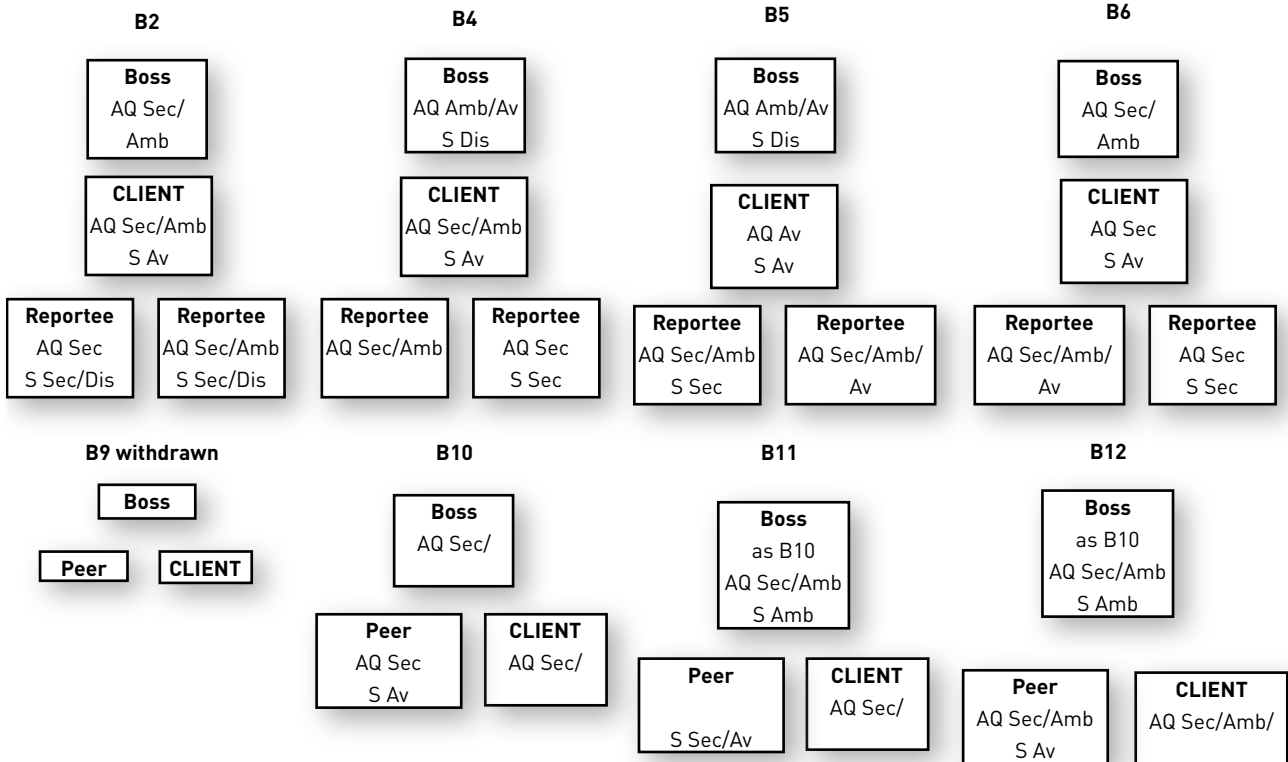 B2
Boss
AQ Sec/
Amb
CLIENT
AQ Sec/Amb
S Av
Reportee
AQ Sec
S Sec/Dis
Reportee
AQ Sec/Amb
S Sec/Dis
B4
Boss
AQ Amb/Av
S Dis
CLIENT
AQ Sec/Amb
S Av
Reportee
AQ Sec/Amb
Reportee
AQ Sec
S Sec
B5
Boss
AQ Amb/Av
S Dis
CLIENT
AQ Av
S Av
Reportee
AQ Sec/Amb
S Sec
Reportee
AQ Sec/Amb/
Av
B6
Boss
AQ Sec/
Amb
CLIENT
AQ Sec
S Av
Reportee
AQ Sec/Amb/
Av
Reportee
AQ Sec
S Sec
B9 withdrawn
Boss
Peer
CLIENT
B10
Boss
AQ Sec/
Peer
AQ Sec
S Av
CLIENT
AQ Sec/
B11
Boss
as B10
AQ Sec/Amb
S Amb
Peer
S Sec/Av
CLIENT
AQ Sec/
B12
Boss
as B10
AQ Sec/Amb
S Amb
Peer
AQ Sec/Amb
S Av
CLIENT
AQ Sec/Amb/